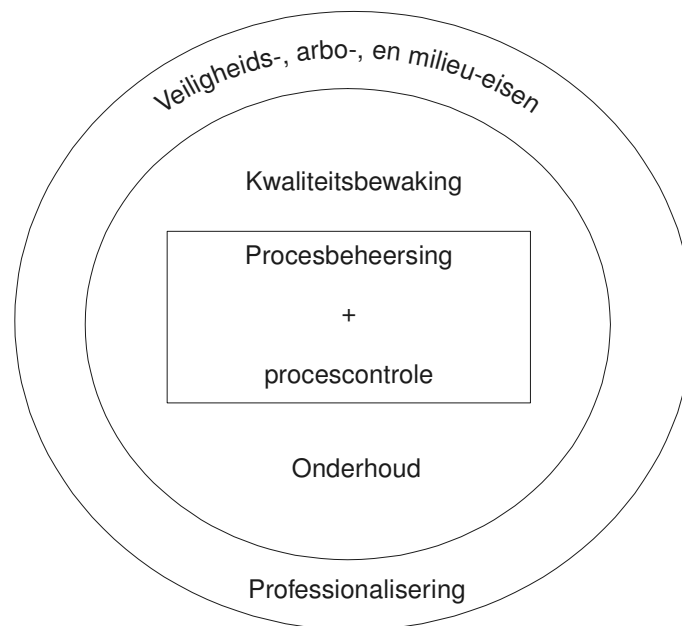 Veiligheids-, arbo-, en milieu-eisen
Kwaliteitsbewaking
Procesbeheersing
+
procescontrole
Onderhoud
Professionalisering